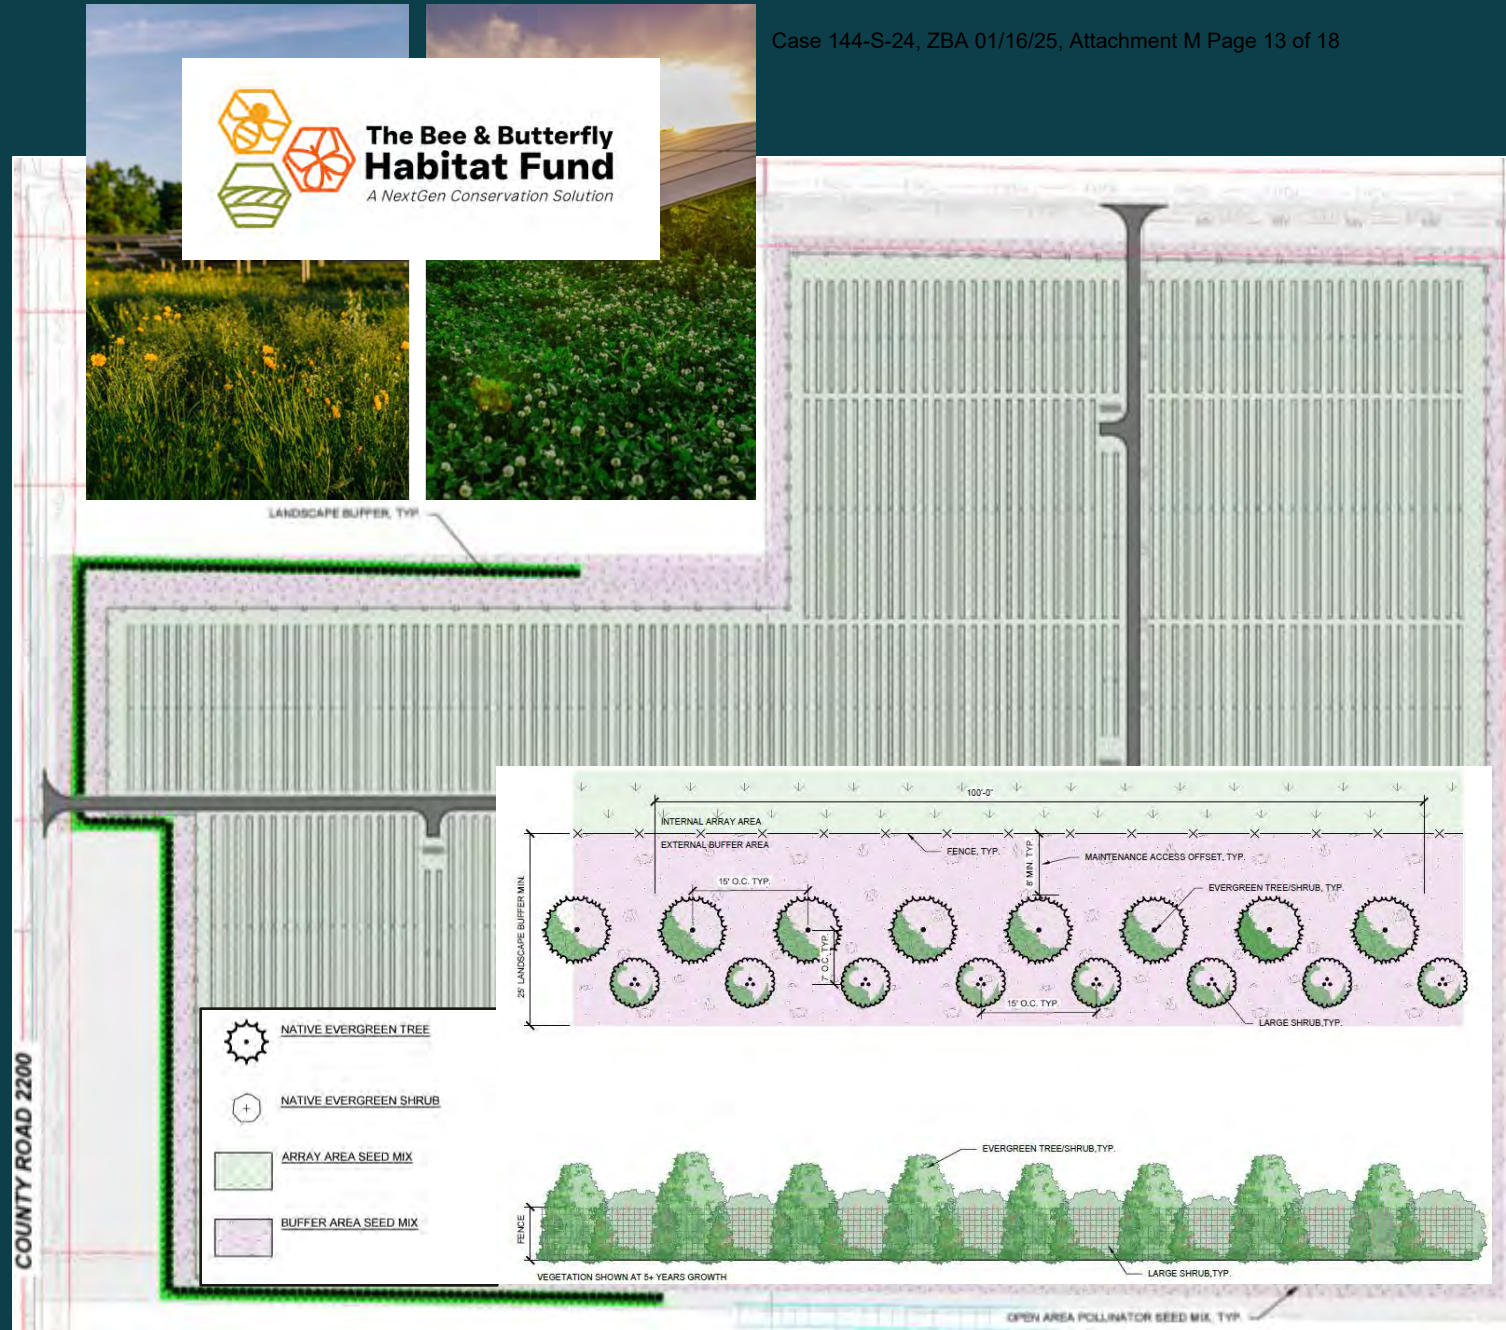 Case 144-S-24, ZBA 01/16/25, Attachment M Page 13 of 18
The Bee & Butterfly
Habitat Fund
A NextGen Conservation Solution
LANDSCAPE BUFFER, TYP
100'-0"
INTERNAL ARRAY AREA
EXTERNAL BUFFER AREA
FENCE, TYP.
8' MIN. TYP.
MAINTENANCE ACCESS OFFSET, TYP.
15' O.C. TYP.
EVERGREEN TREE/SHRUB, TYP.
25' LANDSCAPE BUFFER MIN.
7' O.C. TYP.
15' O.C. TYP.
LARGE SHRUB,TYP.
NATIVE EVERGREEN TREE
NATIVE EVERGREEN SHRUB
ARRAY AREA SEED MIX
BUFFER AREA SEED MIX
COUNTY ROAD 2200
EVERGREEN TREE/SHRUB,TYP.
FENCE
LARGE SHRUB,TYP.
VEGETATION SHOWN AT 5+ YEARS GROWTH
OPEN AREA POLLINATOR SEED MIX, TYP.